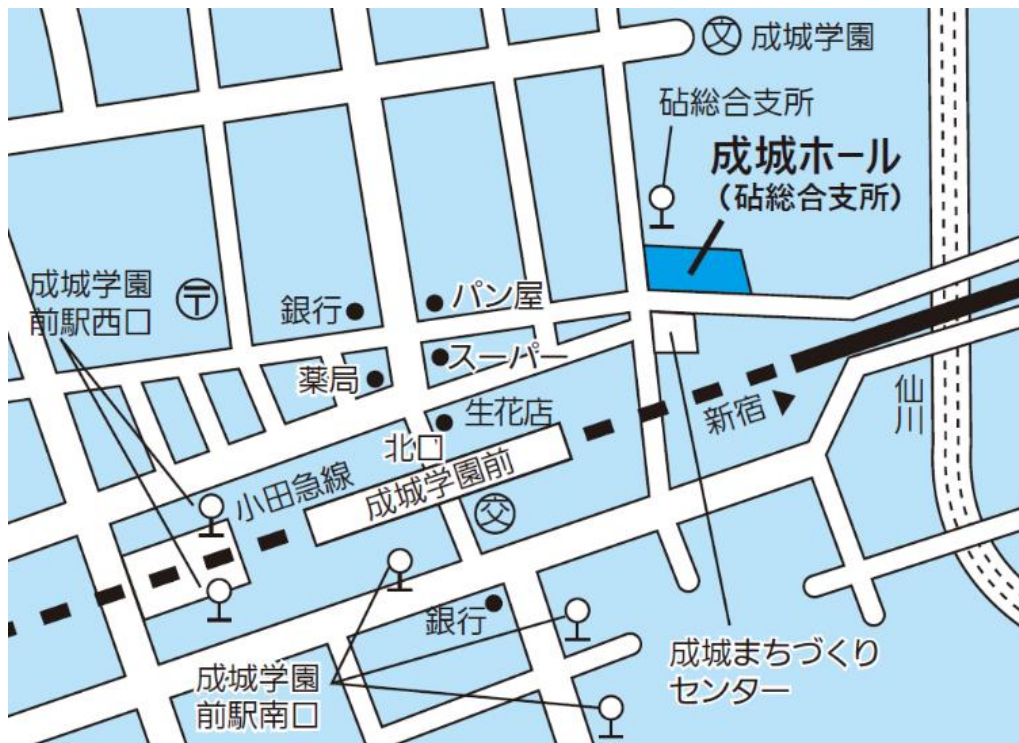 文 成城学園
砧総合支所
成城ホール
（砧総合支所）
成城学園
前駅西口
〒
銀行
パン屋
スーパー
薬局
生花店
北口
新宿
仙川
小田急線
成城学園前
交
銀行
成城まちづくり
センター
成城学園
前駅南口